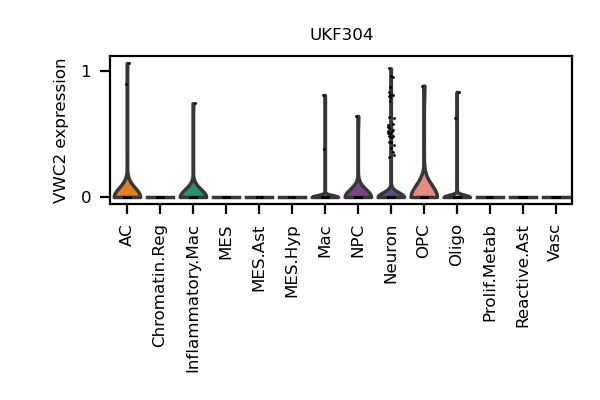 UKF304
VWC2 expression
1
0
AC
Chromatin.Reg
Inflammatory.Mac
MES
MES.Ast
MES.Hyp
Mac
NPC
Neuron
OPC
Oligo
Prolif.Metab
Reactive.Ast
Vasc